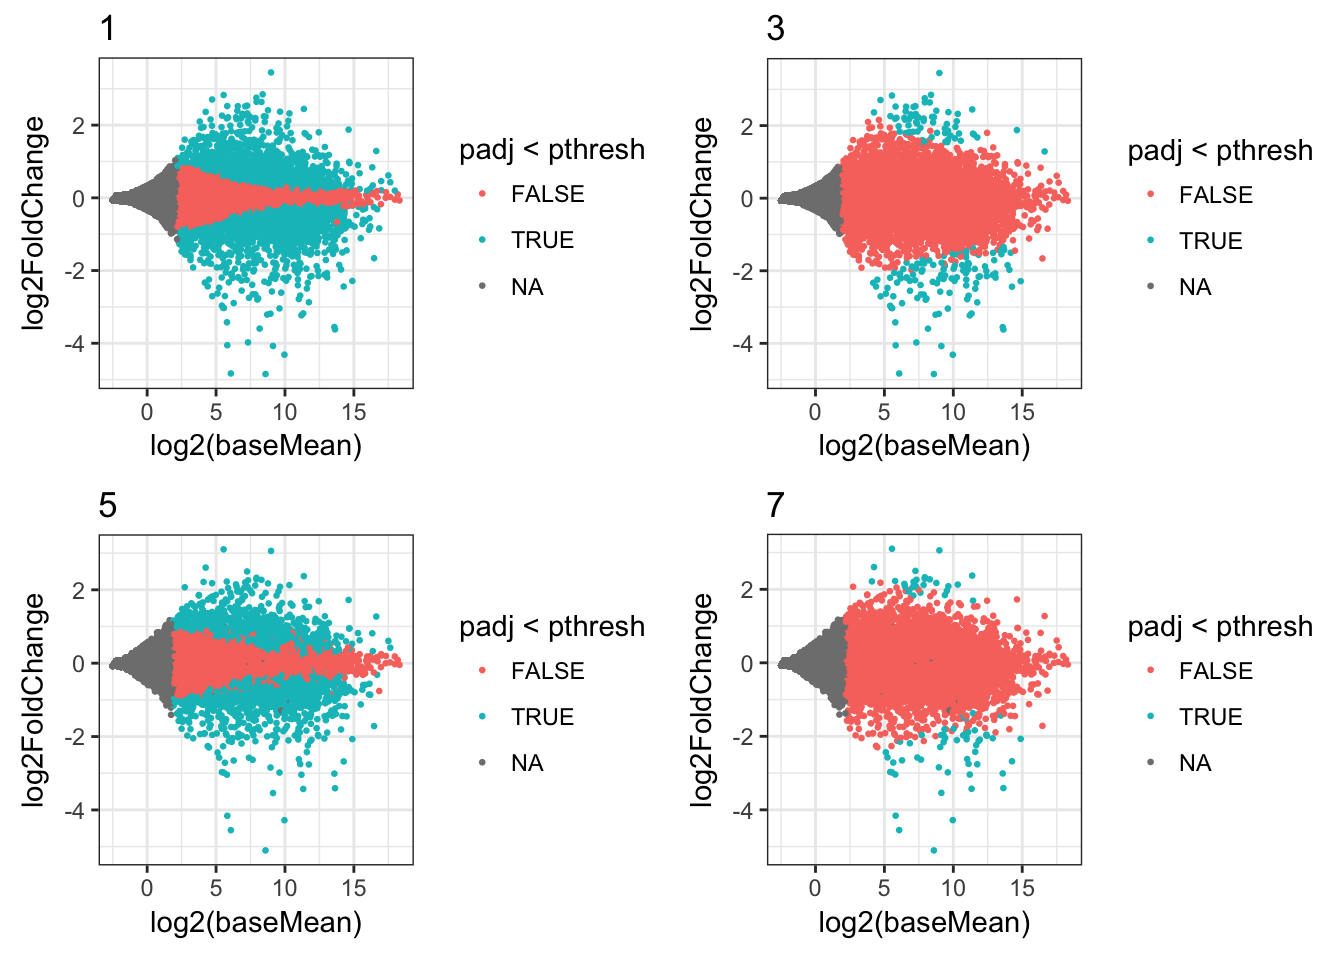 1
log2FoldChange
2
0
-2
-4
0 5 10 15
log2(baseMean)
padj < pthresh
FALSE
TRUE
NA
3
log2FoldChange
2
0
-2
-4
0 5 10 15
log2(baseMean)
padj < pthresh
FALSE
TRUE
NA
5
log2FoldChange
2
0
-2
-4
0 5 10 15
log2(baseMean)
padj < pthresh
FALSE
TRUE
NA
7
log2FoldChange
2
0
-2
-4
0 5 10 15
log2(baseMean)
padj < pthresh
FALSE
TRUE
NA